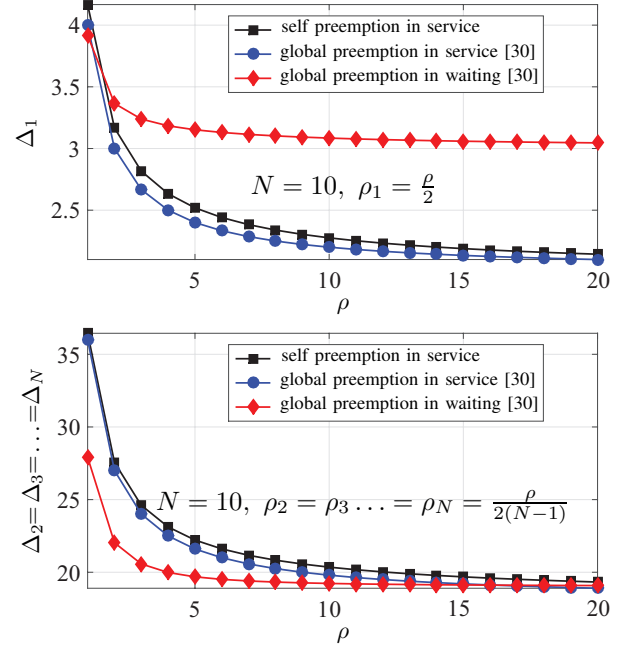 4
3.5
3
2.5
Δ₁
self preemption in service
global preemption in service [30]
global preemption in waiting [30]
N = 10, ρ₁ = ρ/2
5 10 15 20
ρ
35
30
25
20
Δ₂=Δ₃=...=Δ_N
self preemption in service
global preemption in service [30]
global preemption in waiting [30]
N = 10, ρ₂ = ρ₃ ... = ρ_N = ρ/2(N−1)
5 10 15 20
ρ